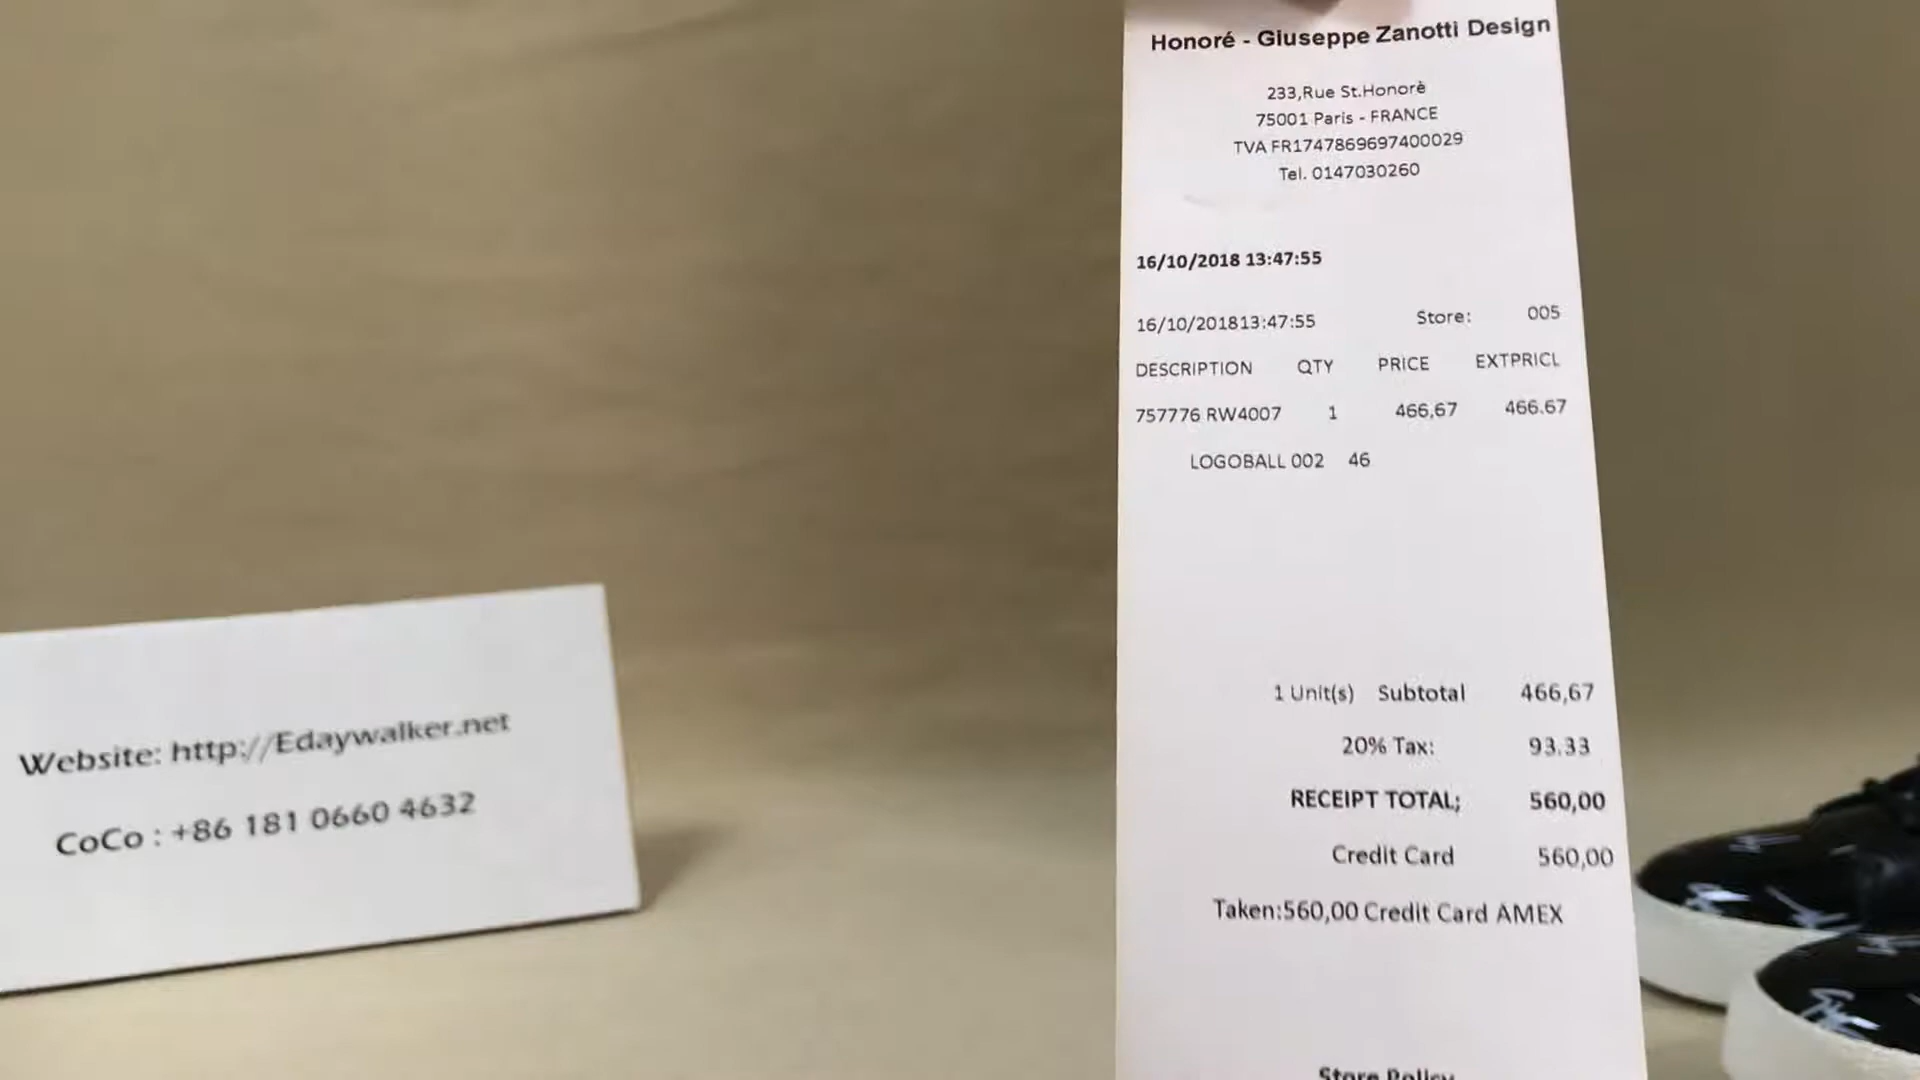 Honoré - Giuseppe Zanotti Design
233,Rue St.Honorè
75001 Paris - FRANCE
TVA FR1747869697400029
Tel. 0147030260
16/10/2018 13:47:55
16/10/201813:47:55 Store: 005
DESCRIPTION QTY PRICE EXTPRICL
757776 RW4007 1 466,67 466.67
LOGOBALL 002 46
1 Unit(s) Subtotal 466,67
20% Tax: 93.33
RECEIPT TOTAL; 560,00
Credit Card 560,00
Taken:560,00 Credit Card AMEX
Store Policy
Website: http://Edaywalker.net
CoCo : +86 181 0660 4632